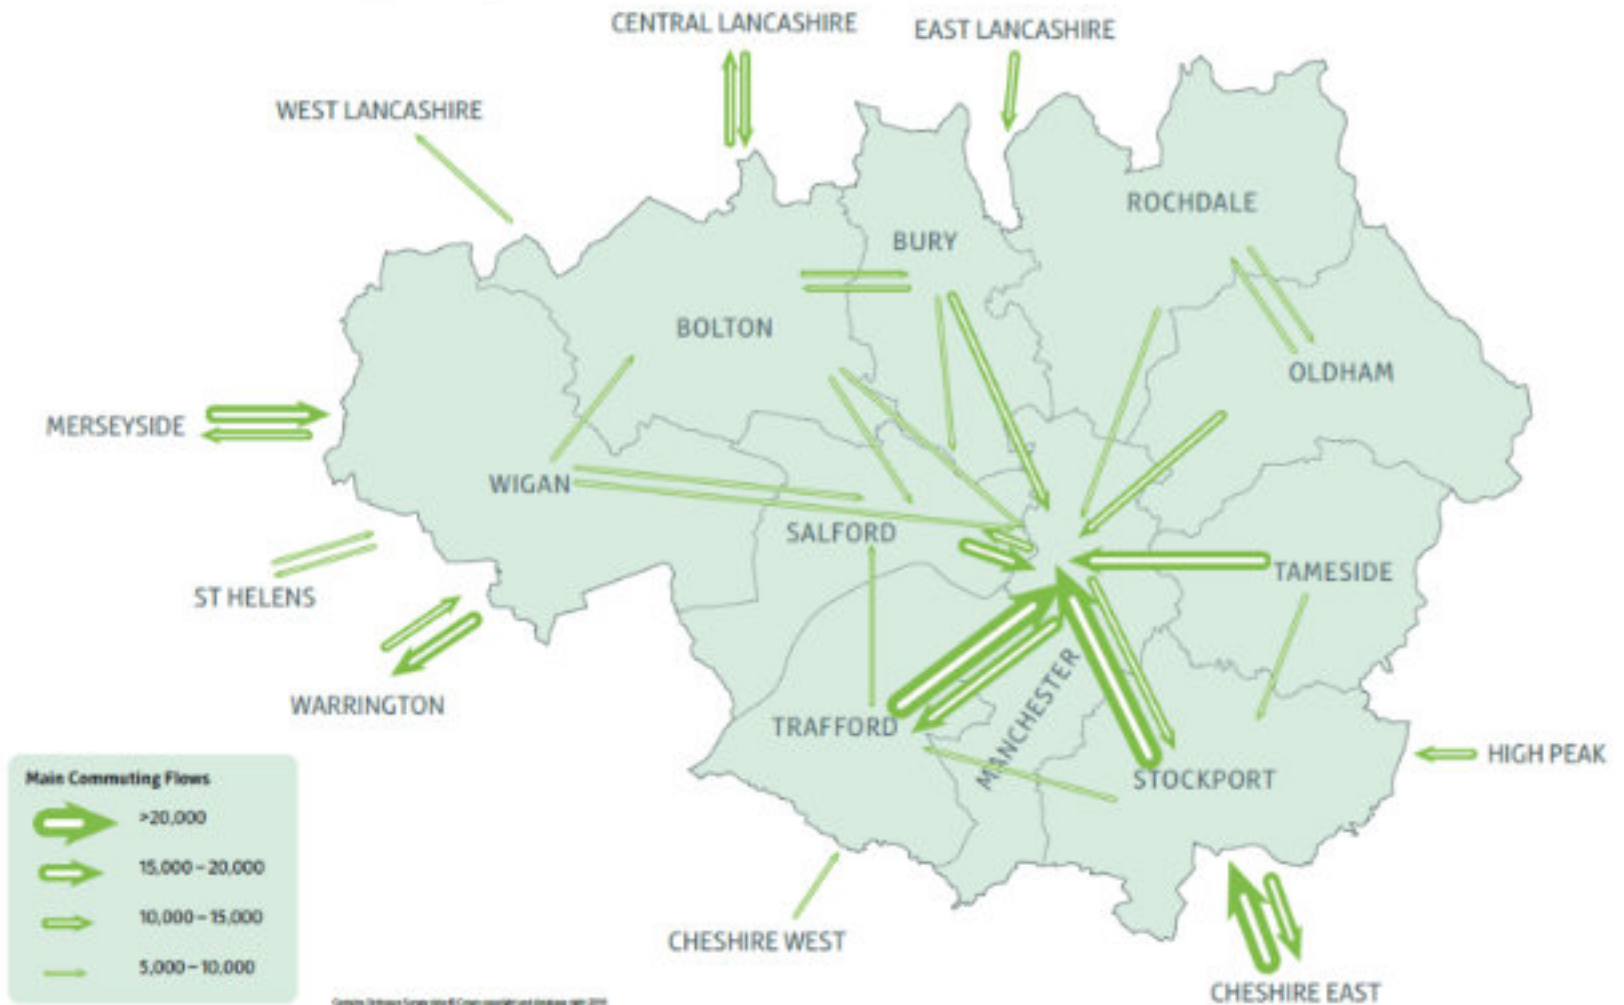 CENTRAL LANCASHIRE
EAST LANCASHIRE
WEST LANCASHIRE
ROCHDALE
BURY
BOLTON
OLDHAM
MERSEYSIDE
WIGAN
SALFORD
TAMESIDE
ST HELENS
WARRINGTON
TRAFFORD
MANCHESTER
STOCKPORT
HIGH PEAK
Main Commuting Flows
>20,000
15,000 – 20,000
10,000 – 15,000
5,000 – 10,000
CHESHIRE WEST
CHESHIRE EAST